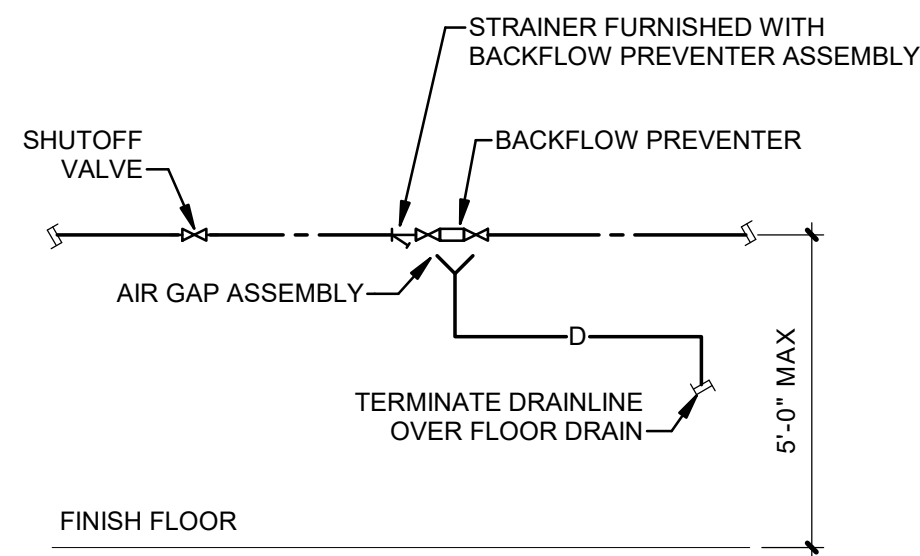 STRAINER FURNISHED WITH
BACKFLOW PREVENTER ASSEMBLY
SHUTOFF
VALVE
BACKFLOW PREVENTER
AIR GAP ASSEMBLY
D
TERMINATE DRAINLINE
OVER FLOOR DRAIN
5'-0" MAX
FINISH FLOOR